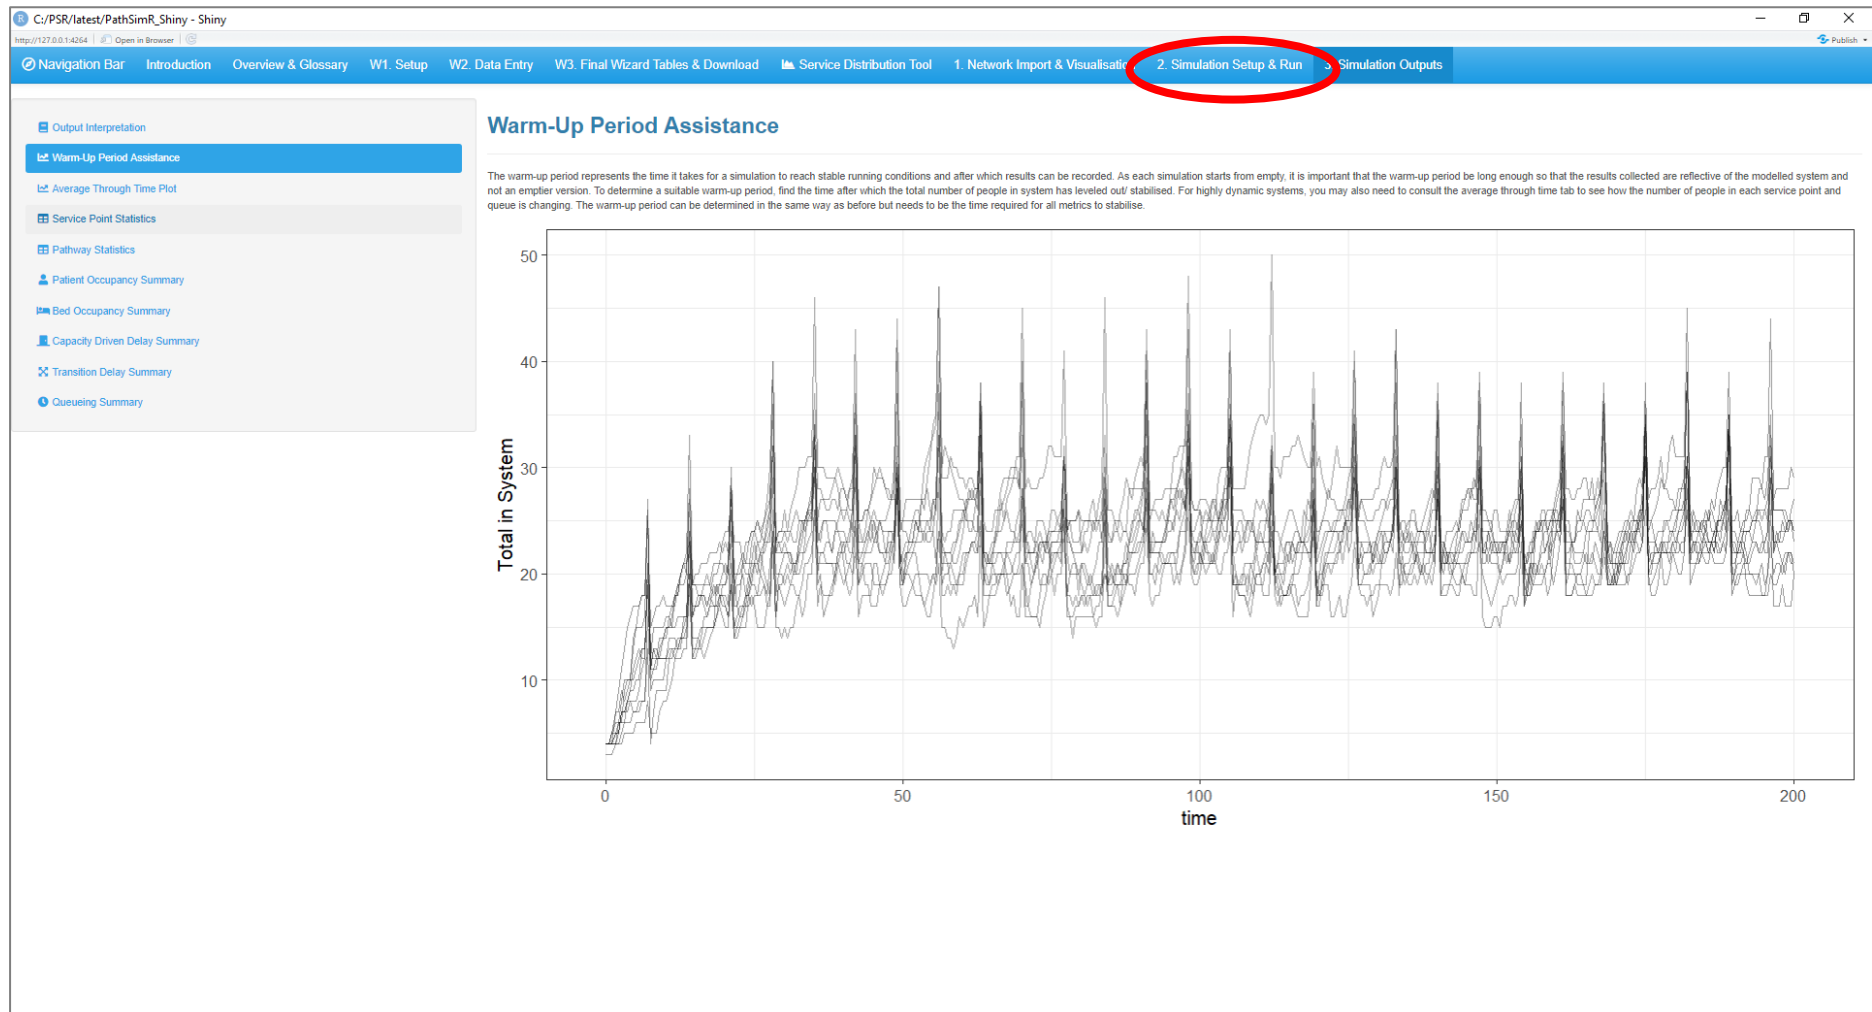 C:/PSR/latest/PathSimR_Shiny - Shiny
http://127.0.0.1:4264 Open in Browser
Publish
Navigation Bar Introduction Overview & Glossary W1. Setup W2. Data Entry W3. Final Wizard Tables & Download Service Distribution Tool 1. Network Import & Visualisation 2. Simulation Setup & Run 3. Simulation Outputs
Output Interpretation
Warm-Up Period Assistance
Average Through Time Plot
Service Point Statistics
Pathway Statistics
Patient Occupancy Summary
Bed Occupancy Summary
Capacity Driven Delay Summary
Transition Delay Summary
Queueing Summary
Warm-Up Period Assistance
The warm-up period represents the time it takes for a simulation to reach stable running conditions and after which results can be recorded. As each simulation starts from empty, it is important that the warm-up period be long enough so that the results collected are reflective of the modelled system and
not an emptier version. To determine a suitable warm-up period, find the time after which the total number of people in system has leveled out/ stabilised. For highly dynamic systems, you may also need to consult the average through time tab to see how the number of people in each service point and
queue is changing. The warm-up period can be determined in the same way as before but needs to be the time required for all metrics to stabilise.
Total in System
50
40
30
20
10
0 50 100 150 200
time